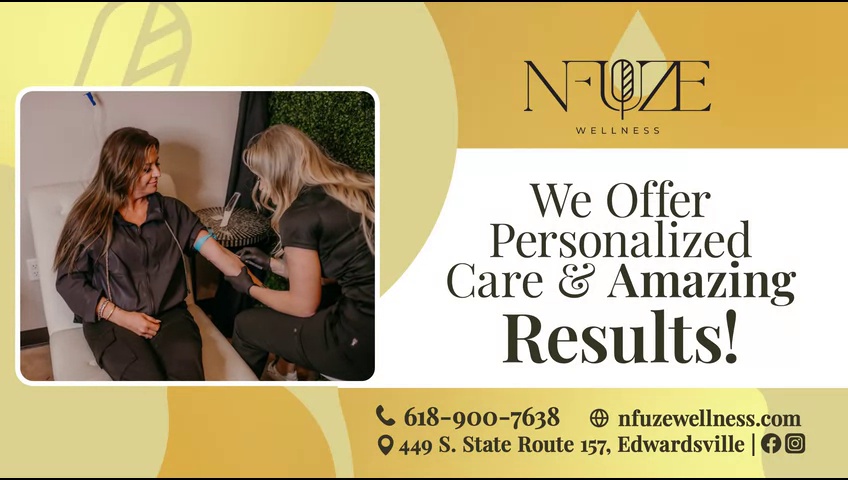 NFUZE
WELLNESS
We Offer
Personalized
Care & Amazing
Results!
618-900-7638 nfuzewellness.com
449 S. State Route 157, Edwardsville |